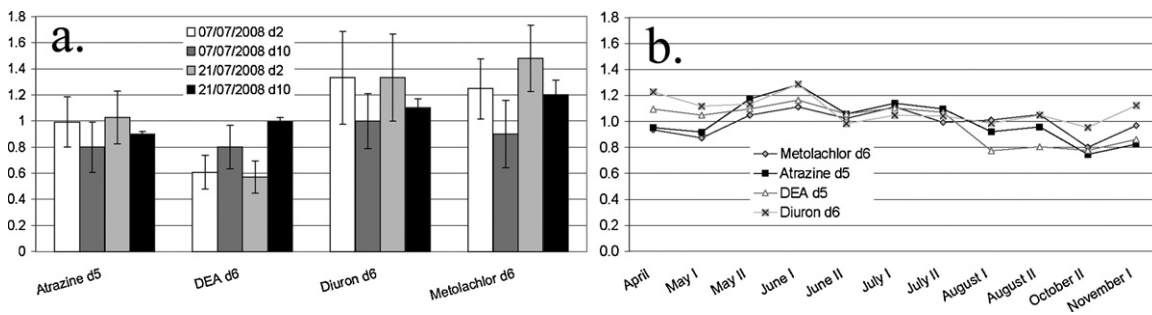 a.
1.8
1.6
1.4
1.2
1
0.8
0.6
0.4
0.2
0
07/07/2008 d2
07/07/2008 d10
21/07/2008 d2
21/07/2008 d10
Atrazine d5
DEA d6
Diuron d6
Metolachlor d6
b.
1.8
1.6
1.4
1.2
1.0
0.8
0.6
0.4
0.2
0.0
Metolachlor d6
Atrazine d5
DEA d5
Diuron d6
April
May I
May II
June I
June II
July I
July II
August I
August II
October II
November I